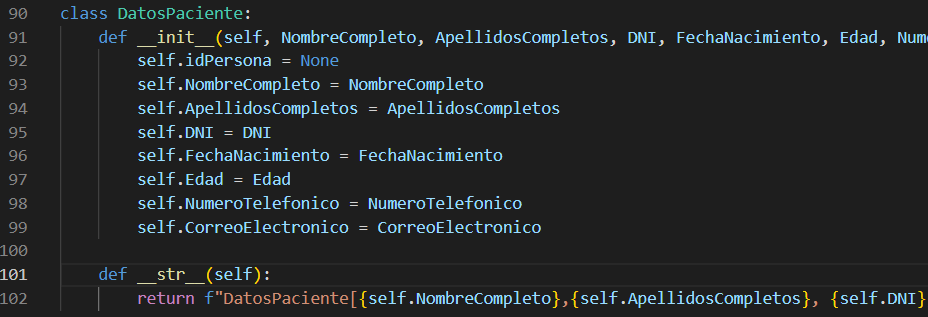 90 class DatosPaciente:
91 def __init__(self, NombreCompleto, ApellidosCompletos, DNI, FechaNacimiento, Edad, Num
92 self.idPersona = None
93 self.NombreCompleto = NombreCompleto
94 self.ApellidosCompletos = ApellidosCompletos
95 self.DNI = DNI
96 self.FechaNacimiento = FechaNacimiento
97 self.Edad = Edad
98 self.NumeroTelefonico = NumeroTelefonico
99 self.CorreoElectronico = CorreoElectronico
100
101 def __str__(self):
102 return f"DatosPaciente[{self.NombreCompleto},{self.ApellidosCompletos}, {self.DNI}